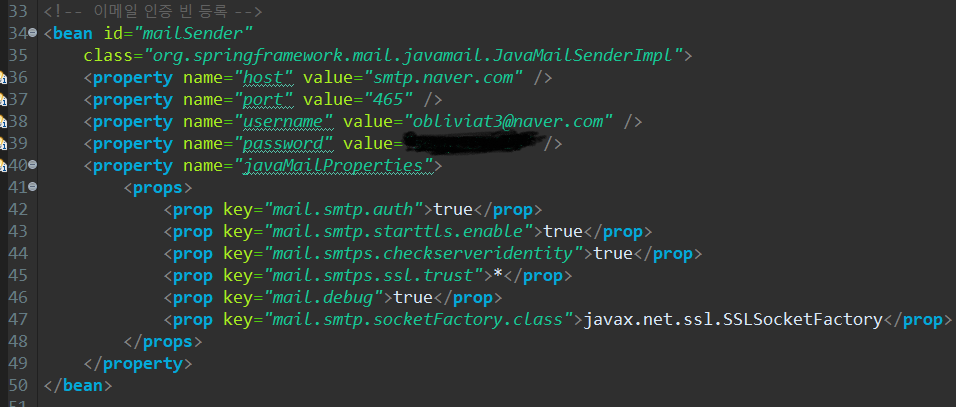 33 <!-- 이메일 인증 빈 등록 -->
34 <bean id="mailSender"
35 class="org.springframework.mail.javamail.JavaMailSenderImpl">
36 <property name="host" value="smtp.naver.com" />
37 <property name="port" value="465" />
38 <property name="username" value="obliviat3@naver.com" />
39 <property name="password" value= />
40 <property name="javaMailProperties">
41 <props>
42 <prop key="mail.smtp.auth">true</prop>
43 <prop key="mail.smtp.starttls.enable">true</prop>
44 <prop key="mail.smtps.checkserveridentity">true</prop>
45 <prop key="mail.smtps.ssl.trust">*</prop>
46 <prop key="mail.debug">true</prop>
47 <prop key="mail.smtp.socketFactory.class">javax.net.ssl.SSLSocketFactory</prop>
48 </props>
49 </property>
50 </bean>
51